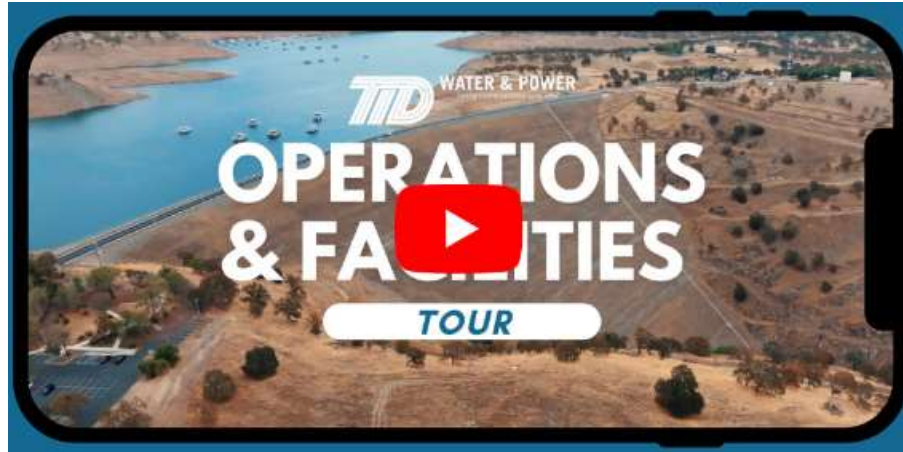 TID WATER & POWER
OPERATIONS
& FACILITIES
TOUR